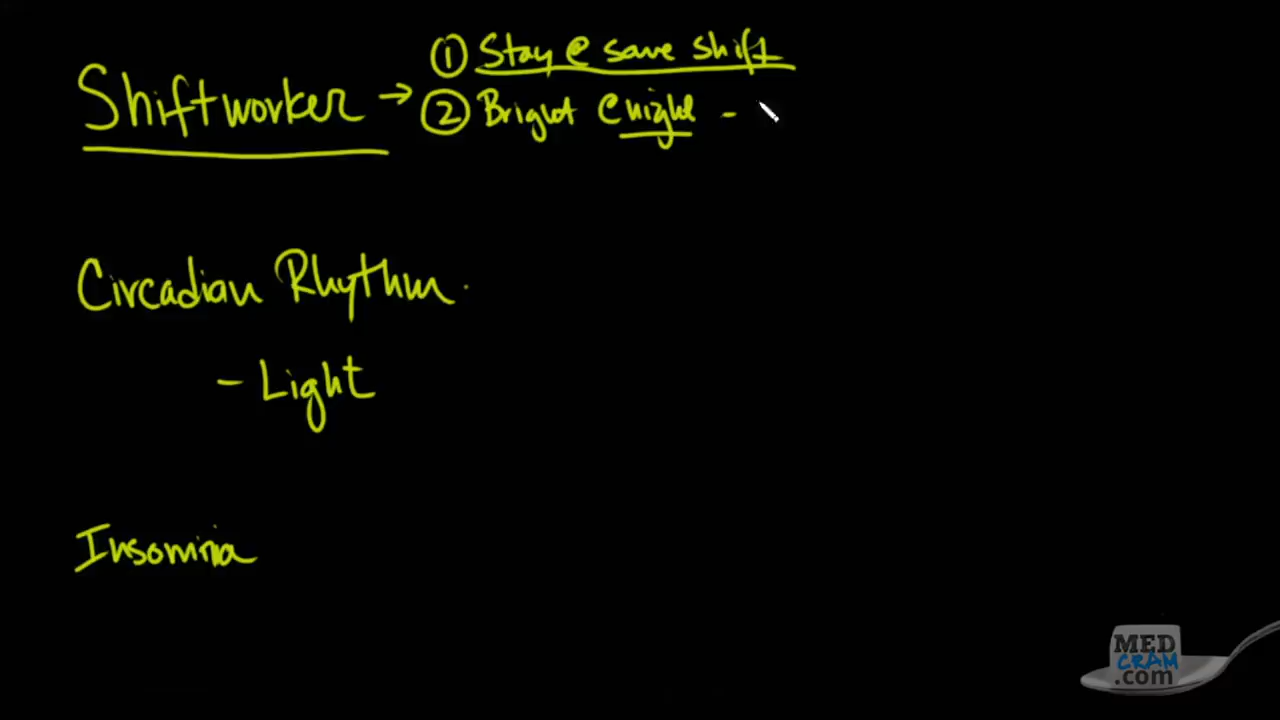 Shiftworker → ① Stay @ same shift
② Bright @ night -
Circadian Rhythm.
- Light
Insomnia
MED
CRAM
.com